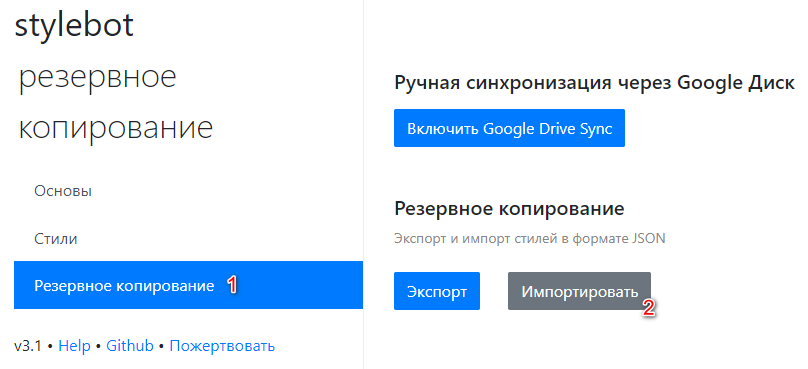 stylebot
резервное
копирование
Основы
Стили
Резервное копирование 1
v3.1 • Help • Github • Пожертвовать
Ручная синхронизация через Google Диск
Включить Google Drive Sync
Резервное копирование
Экспорт и импорт стилей в формате JSON
Экспорт Импортировать 2